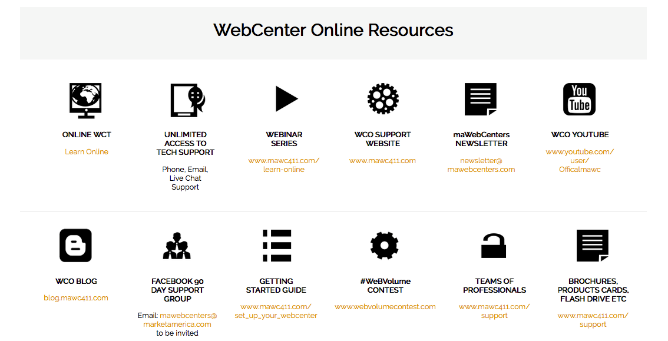 WebCenter Online Resources
ONLINE WCT
Learn Online
UNLIMITED
ACCESS TO
TECH SUPPORT
Phone, Email,
Live Chat
Support
WEBINAR
SERIES
www.mawc411.com/
learn-online
WCO SUPPORT
WEBSITE
www.mawc411.com
maWebCenters
NEWSLETTER
newsletter@
mawebcenters.com
You
Tube
WCO YOUTUBE
www.youtube.com/
user/
Officalmawc
WCO BLOG
blog.mawc411.com
FACEBOOK 90
DAY SUPPORT
GROUP
Email: mawebcenters@
marketamerica.com
to be invited
GETTING
STARTED GUIDE
www.mawc411.com/
set_up_your_webcenter
#WeBVolume
CONTEST
www.webvolumecontest.com
TEAMS OF
PROFESSIONALS
www.mawc411.com/
support
BROCHURES,
PRODUCTS CARDS,
FLASH DRIVE ETC
www.mawc411.com/
support